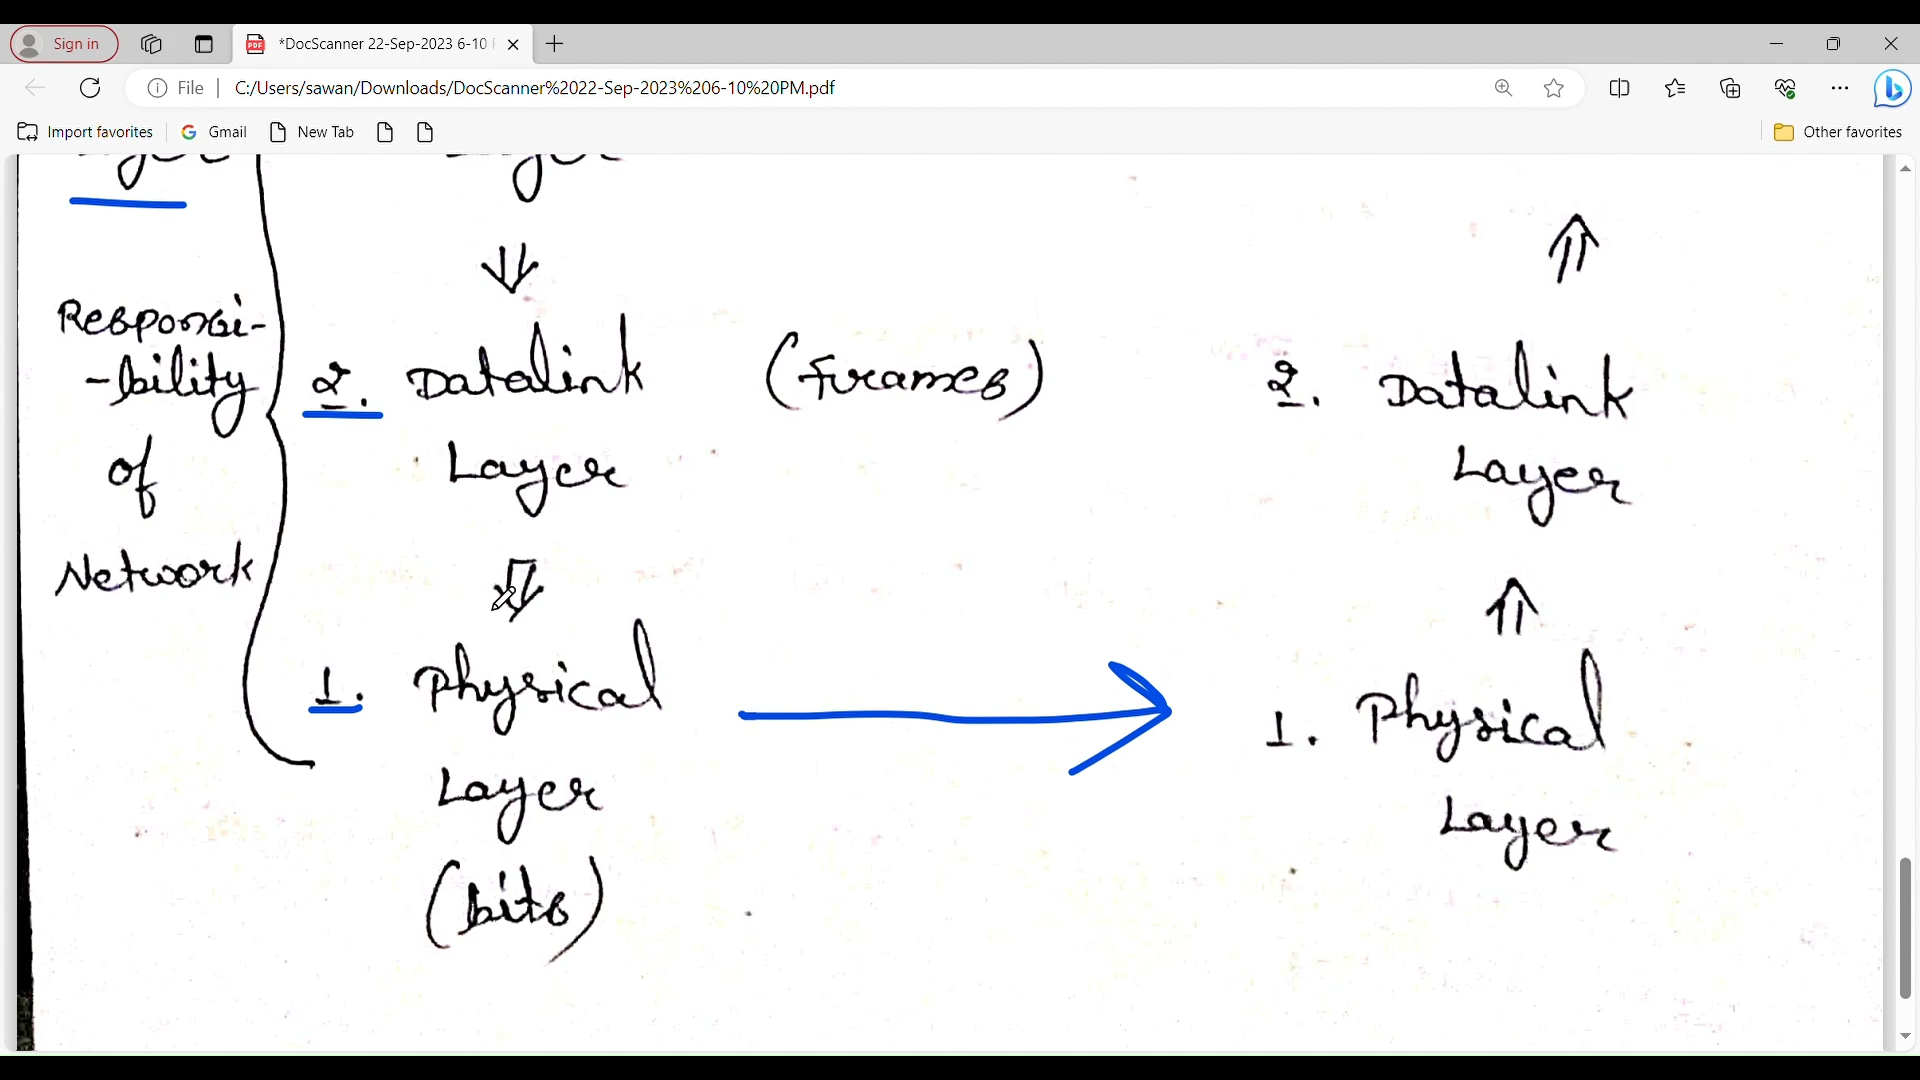 Sign in
*DocScanner 22-Sep-2023 6-10
File
C:/Users/sawan/Downloads/DocScanner%2022-Sep-2023%206-10%20PM.pdf
Import favorites
Gmail
New Tab
Other favorites
Responsi-
-bility
of
Network
2. Datalink
Layer
(frames)
1. Physical
Layer
(bits)
2. Datalink
Layer
1. Physical
Layer